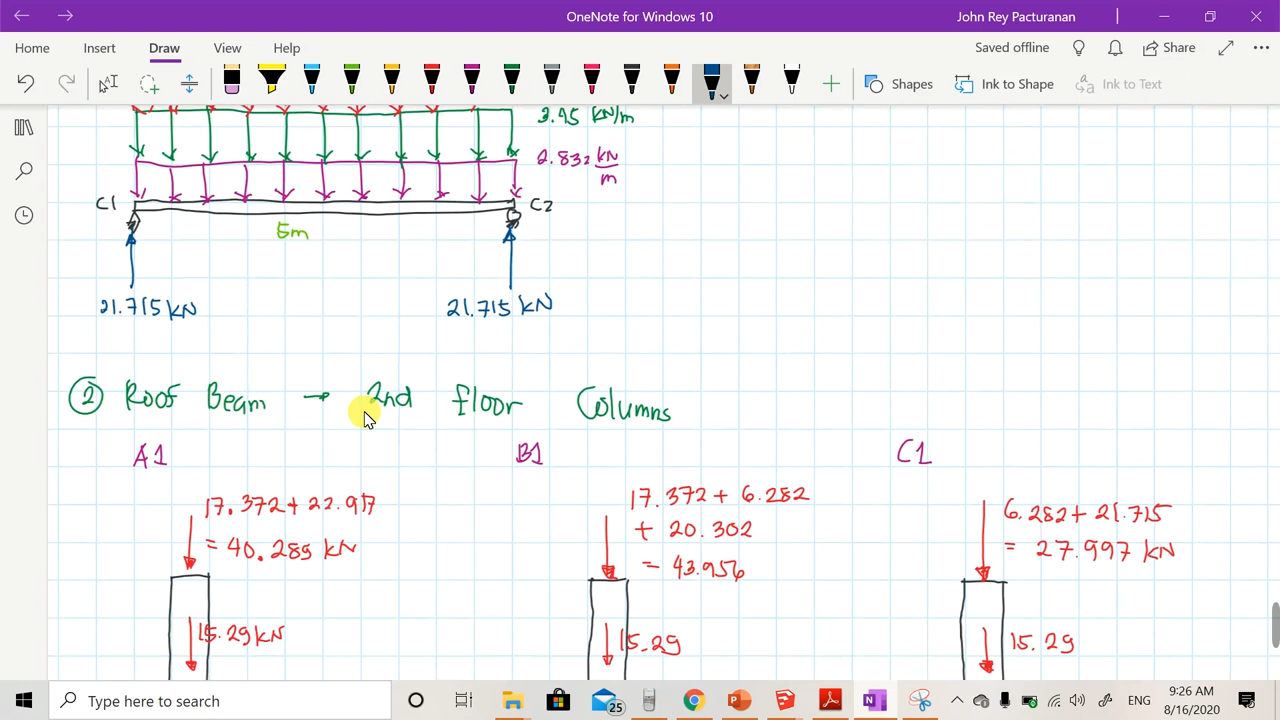 OneNote for Windows 10
John Rey Pacturanan
Home Insert Draw View Help
Saved offline
Share
Shapes
Ink to Shape
Ink to Text
3.95 kN/m
2.832 kN/m
C1
C2
5m
21.715 kN
21.715 kN
② Roof Beam → 2nd floor Columns
A1
B1
C1
17.372 + 22.917
= 40.289 kN
17.372 + 6.282
+ 20.302
= 43.956
6.282 + 21.715
= 27.997 kN
15.29 kN
15.29
15.29
Type here to search
25
ENG
9:26 AM
8/16/2020